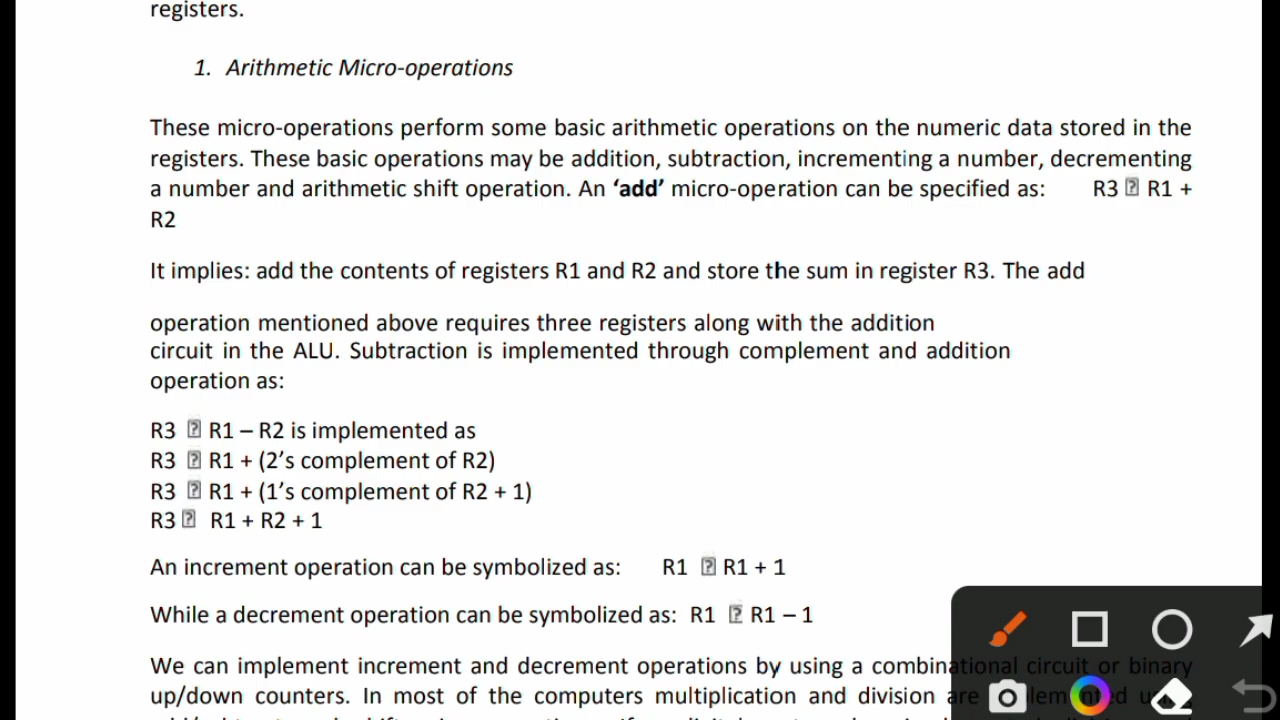 registers.
1. Arithmetic Micro-operations
These micro-operations perform some basic arithmetic operations on the numeric data stored in the
registers. These basic operations may be addition, subtraction, incrementing a number, decrementing
a number and arithmetic shift operation. An ‘add’ micro-operation can be specified as: R3 ? R1 +
R2
It implies: add the contents of registers R1 and R2 and store the sum in register R3. The add
operation mentioned above requires three registers along with the addition
circuit in the ALU. Subtraction is implemented through complement and addition
operation as:
R3 ? R1 – R2 is implemented as
R3 ? R1 + (2’s complement of R2)
R3 ? R1 + (1’s complement of R2 + 1)
R3 ? R1 + R2 + 1
An increment operation can be symbolized as: R1 ? R1 + 1
While a decrement operation can be symbolized as: R1 ? R1 – 1
We can implement increment and decrement operations by using a combinational circuit or binary
up/down counters. In most of the computers multiplication and division are